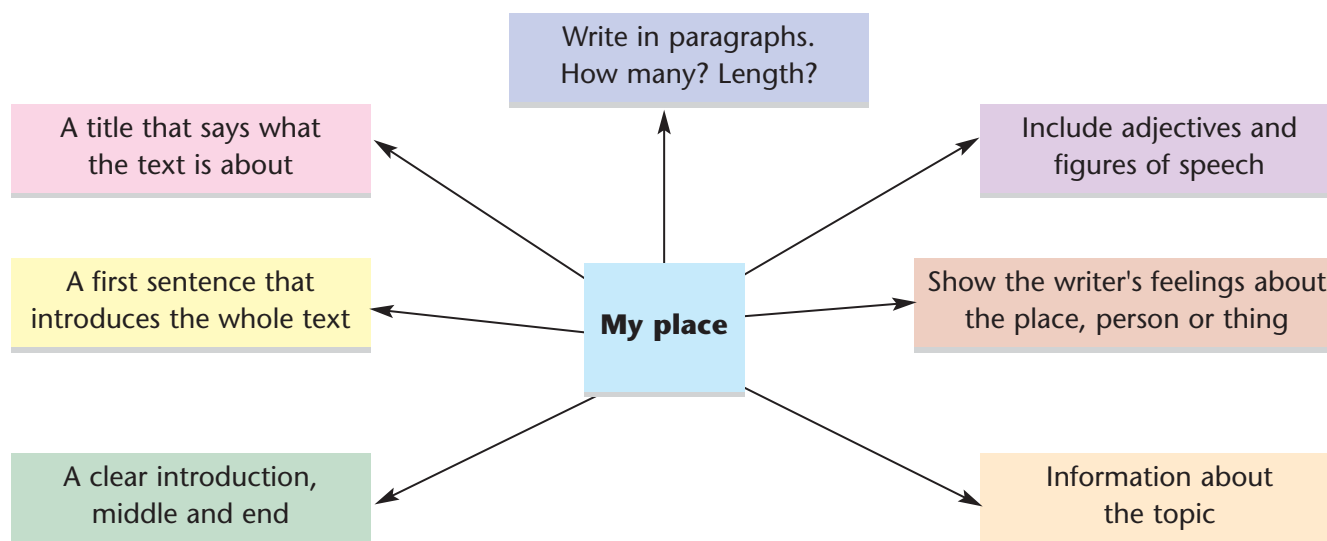 Write in paragraphs.
How many? Length?
A title that says what
the text is about
Include adjectives and
figures of speech
A first sentence that
introduces the whole text
My place
Show the writer's feelings about
the place, person or thing
A clear introduction,
middle and end
Information about
the topic